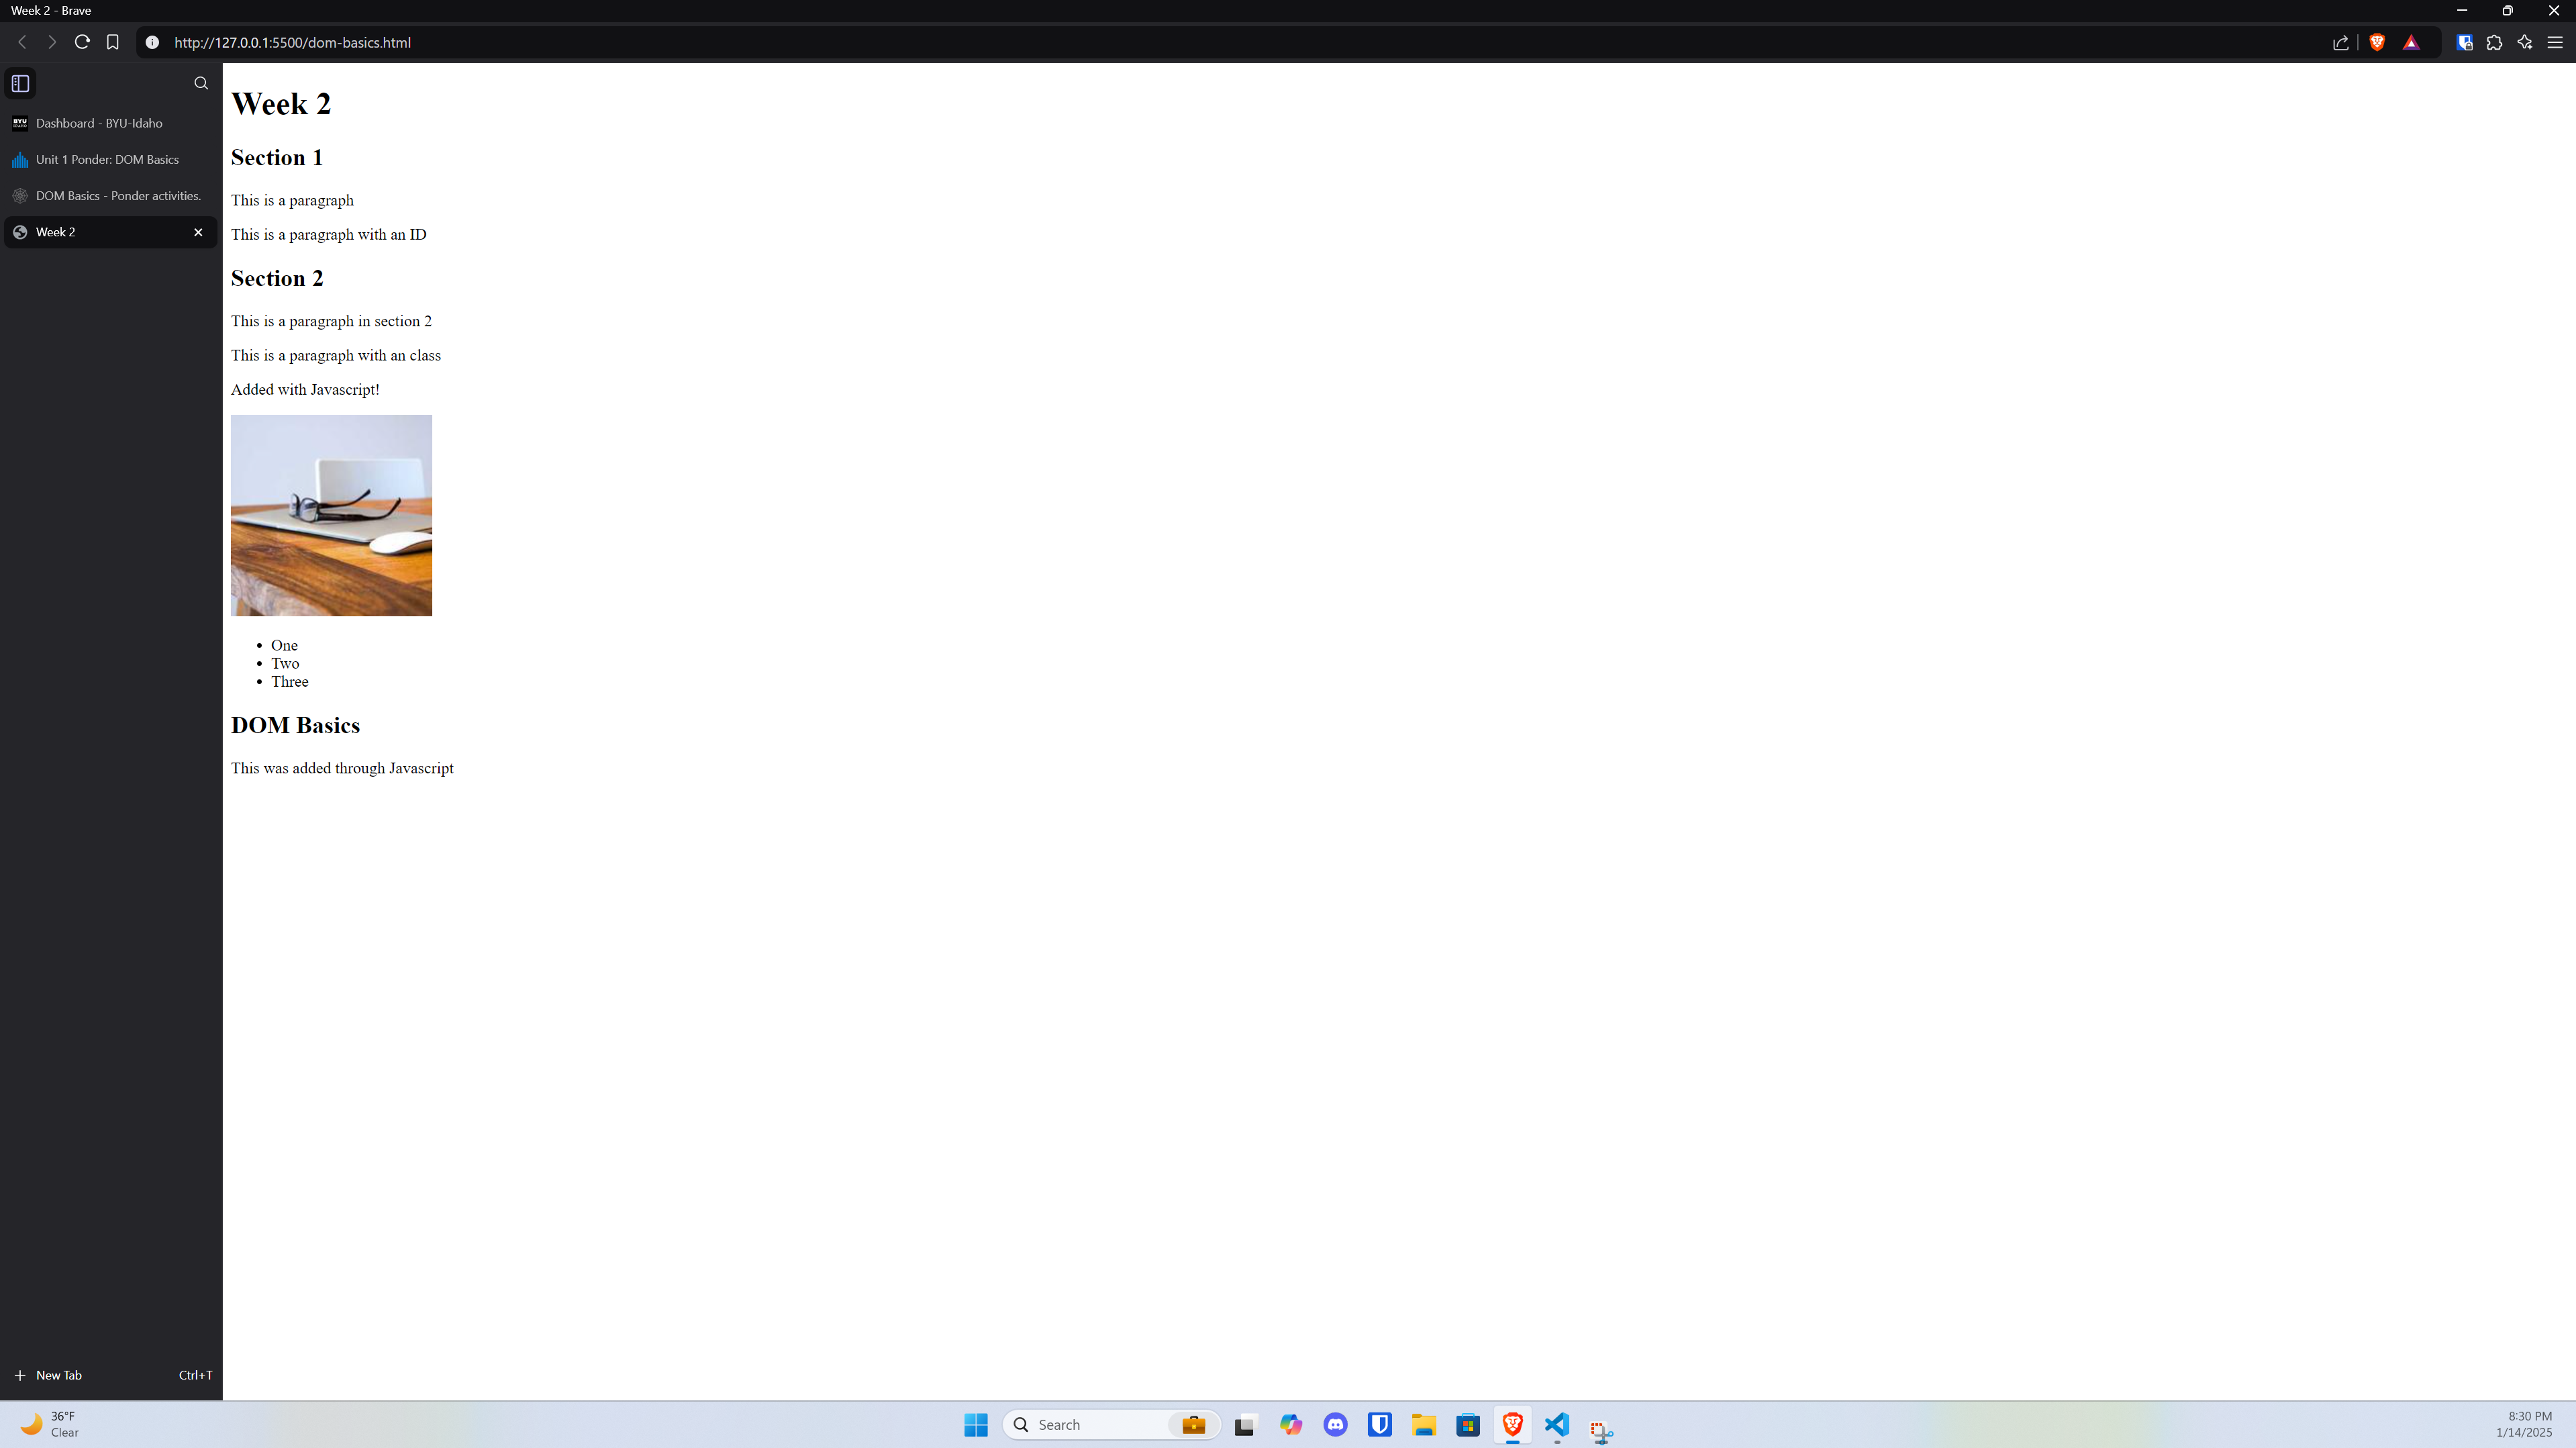 Week 2 - Brave
http://127.0.0.1:5500/dom-basics.html
BYU IDAHO Dashboard - BYU-Idaho
Unit 1 Ponder: DOM Basics
DOM Basics - Ponder activities.
Week 2
Week 2
Section 1
This is a paragraph
This is a paragraph with an ID
Section 2
This is a paragraph in section 2
This is a paragraph with an class
Added with Javascript!
One
Two
Three
DOM Basics
This was added through Javascript
New Tab Ctrl+T
36°F
Clear
Search
8:30 PM
1/14/2025